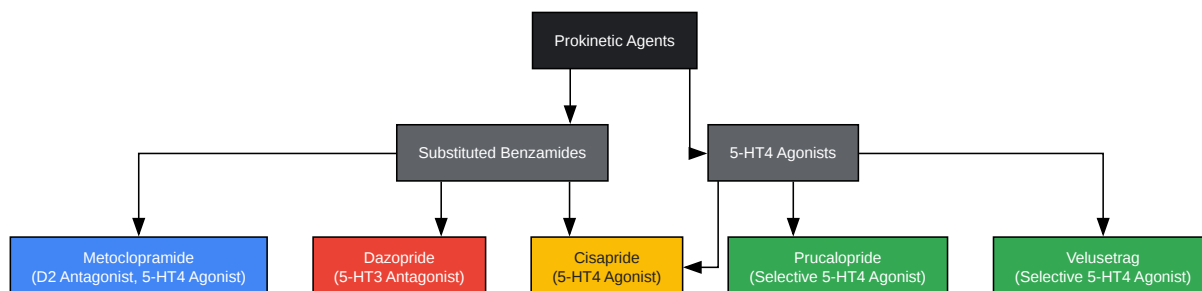 Prokinetic Agents
Substituted Benzamides
5-HT4 Agonists
Metoclopramide
(D2 Antagonist, 5-HT4 Agonist)
Dazopride
(5-HT3 Antagonist)
Cisapride
(5-HT4 Agonist)
Prucalopride
(Selective 5-HT4 Agonist)
Velusetrag
(Selective 5-HT4 Agonist)